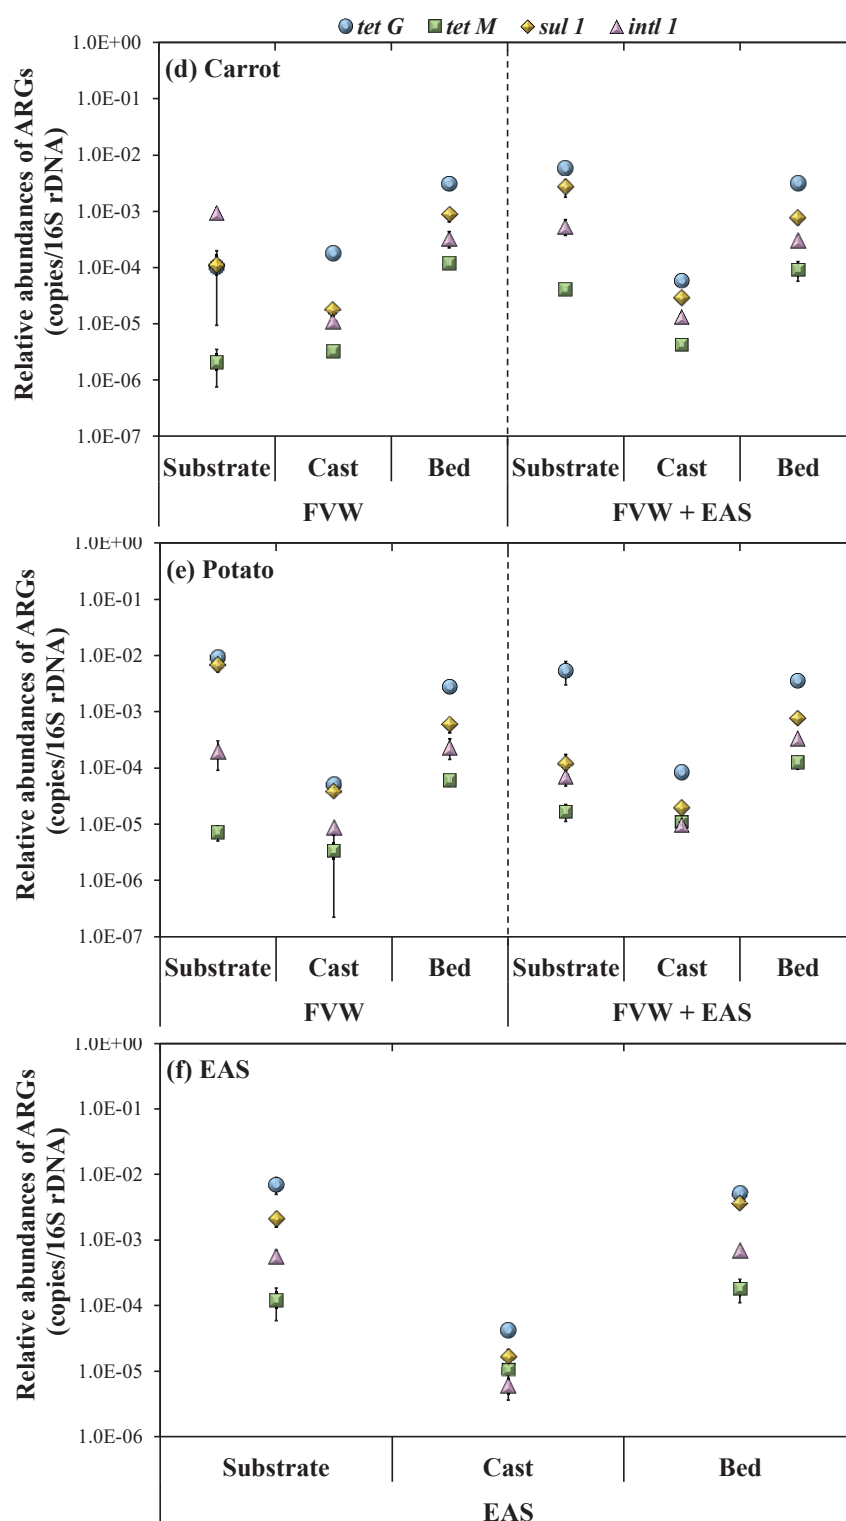 tet G tet M sul 1 intl 1
(d) Carrot
Relative abundances of ARGs
(copies/16S rDNA)
1.0E+00
1.0E-01
1.0E-02
1.0E-03
1.0E-04
1.0E-05
1.0E-06
1.0E-07
Substrate Cast Bed Substrate Cast Bed
FVW FVW + EAS
(e) Potato
Relative abundances of ARGs
(copies/16S rDNA)
1.0E+00
1.0E-01
1.0E-02
1.0E-03
1.0E-04
1.0E-05
1.0E-06
1.0E-07
Substrate Cast Bed Substrate Cast Bed
FVW FVW + EAS
(f) EAS
Relative abundances of ARGs
(copies/16S rDNA)
1.0E+00
1.0E-01
1.0E-02
1.0E-03
1.0E-04
1.0E-05
1.0E-06
Substrate Cast Bed
EAS